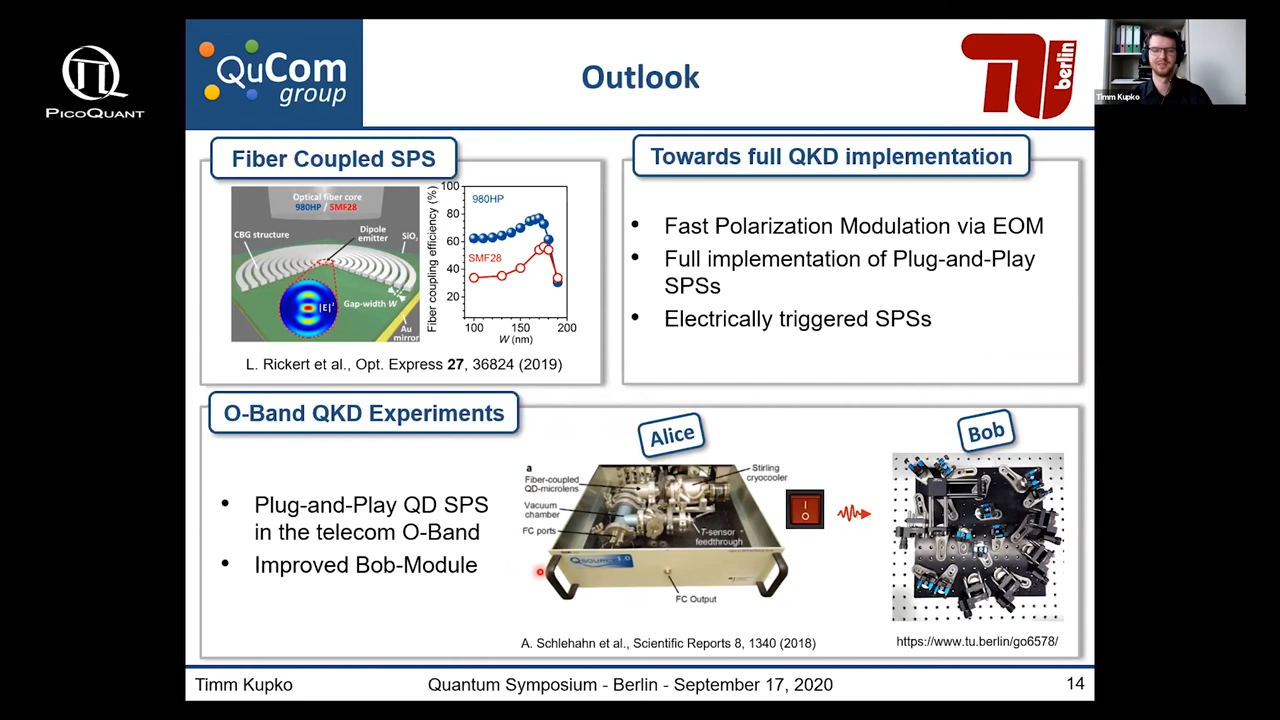 PICOQUANT
QuCom
group
Outlook
TU
berlin
Timm Kupko
Fiber Coupled SPS
Optical fiber core
980HP / SMF28
CBG structure
Dipole
emitter
SiO2
|E|²
Gap-width W
Au
mirror
Fiber coupling efficiency (%)
100
80
60
40
20
980HP
SMF28
100 150 200
W (nm)
L. Rickert et al., Opt. Express 27, 36824 (2019)
Towards full QKD implementation
• Fast Polarization Modulation via EOM
• Full implementation of Plug-and-Play
SPSs
• Electrically triggered SPSs
O-Band QKD Experiments
• Plug-and-Play QD SPS
in the telecom O-Band
• Improved Bob-Module
Alice
a
Fiber-coupled
QD-microlens
Vacuum
chamber
FC ports
Stirling
cryocooler
T-sensor
feedthrough
FC Output
I
O
A. Schlehahn et al., Scientific Reports 8, 1340 (2018)
Bob
https://www.tu.berlin/go6578/
Timm Kupko
Quantum Symposium - Berlin - September 17, 2020
14